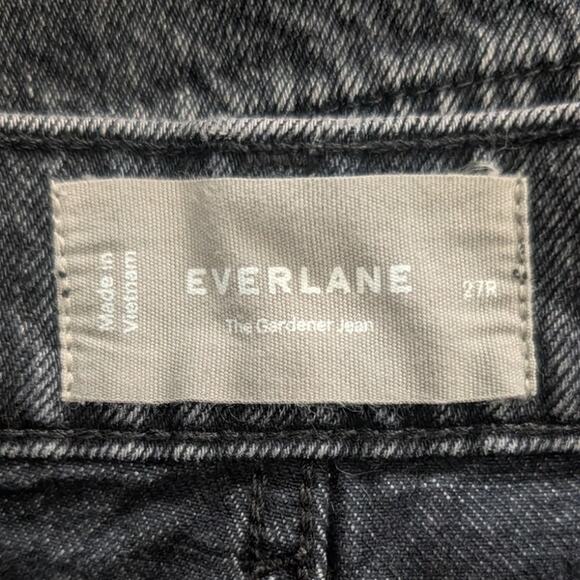 Made in
Vietnam
EVERLANE
The Gardener Jean
27R